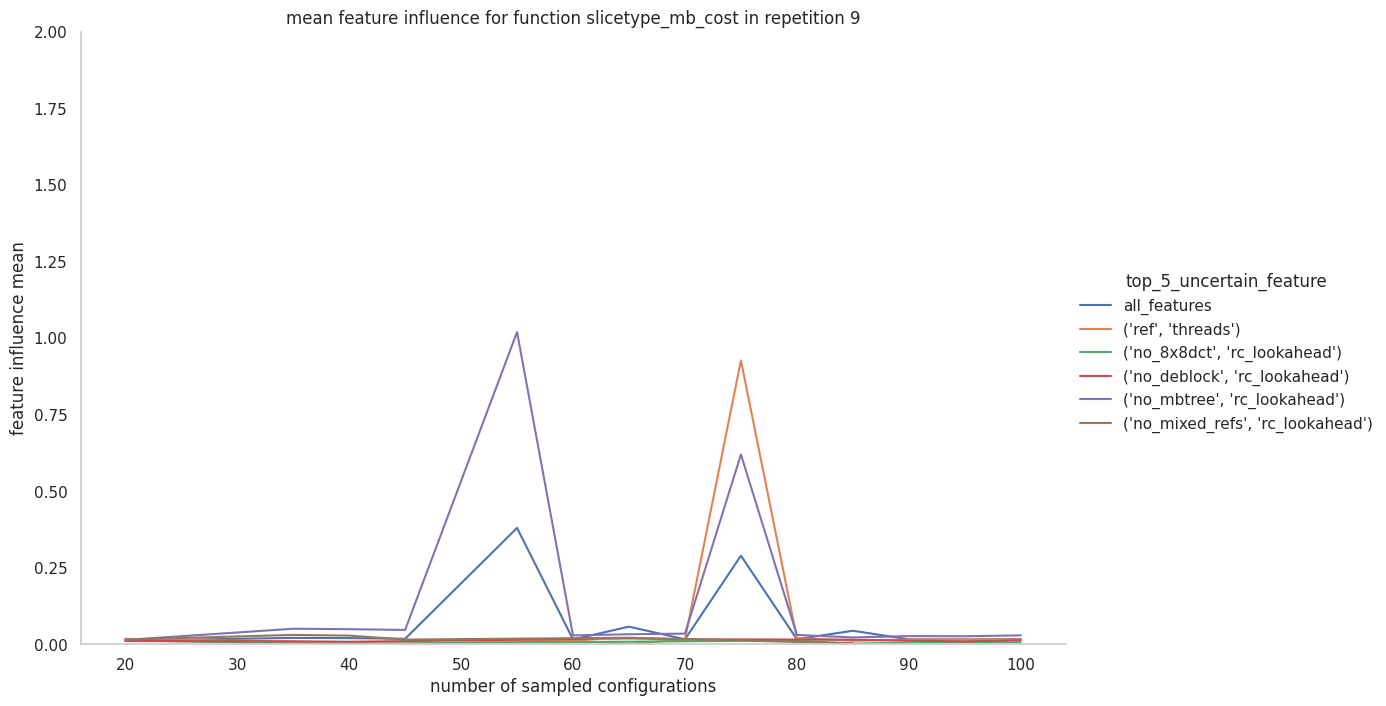 mean feature influence for function slicetype_mb_cost in repetition 9
2.00
1.75
1.50
1.25
1.00
0.75
0.50
0.25
0.00
feature influence mean
20 30 40 50 60 70 80 90 100
number of sampled configurations
top_5_uncertain_feature
all_features
('ref', 'threads')
('no_8x8dct', 'rc_lookahead')
('no_deblock', 'rc_lookahead')
('no_mbtree', 'rc_lookahead')
('no_mixed_refs', 'rc_lookahead')